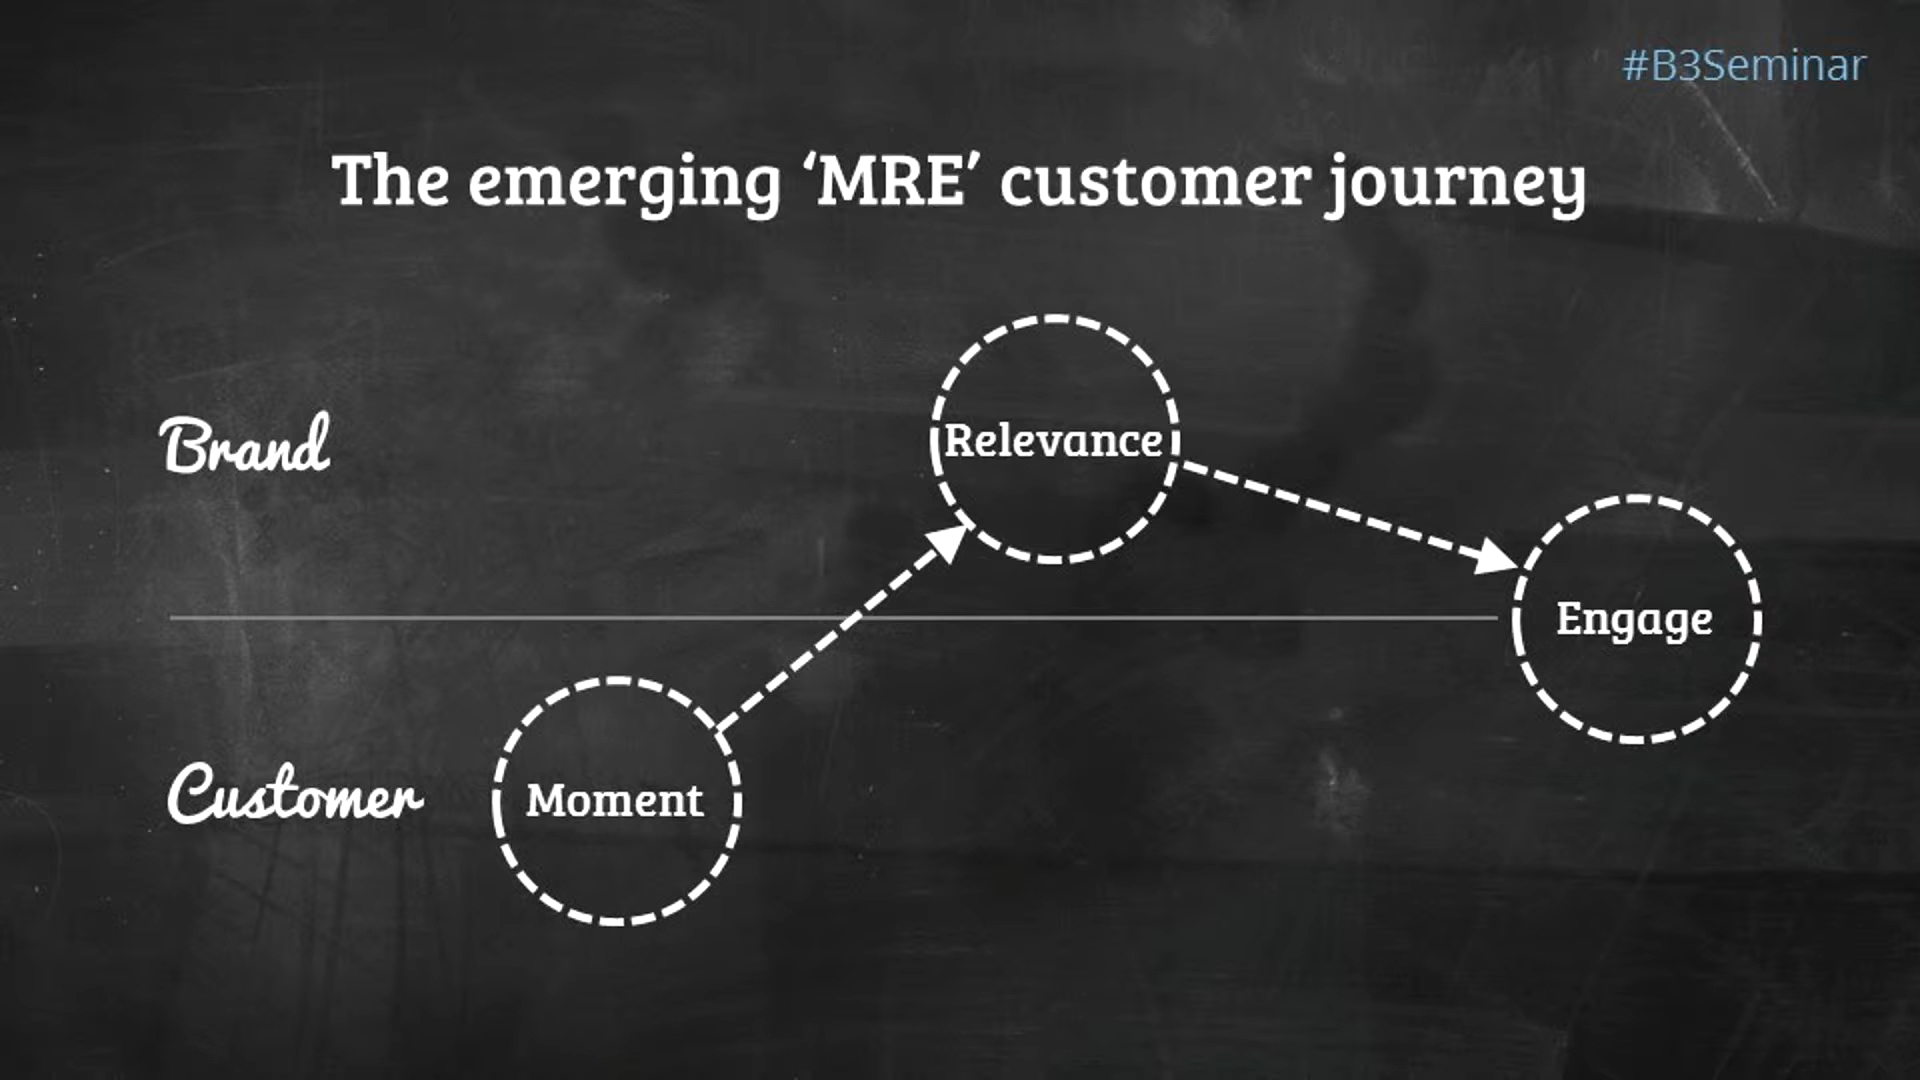 #B3Seminar
The emerging ‘MRE’ customer journey
Brand
Relevance
Engage
Customer
Moment